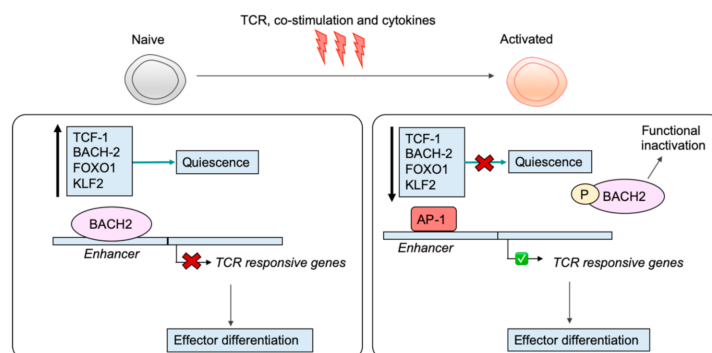 TCR, co-stimulation and cytokines
Naive
Activated
TCF-1
BACH-2
FOXO1
KLF2
Quiescence
BACH2
Enhancer
TCR responsive genes
Effector differentiation
TCF-1
BACH-2
FOXO1
KLF2
Quiescence
Functional
inactivation
P
BACH2
AP-1
Enhancer
TCR responsive genes
Effector differentiation